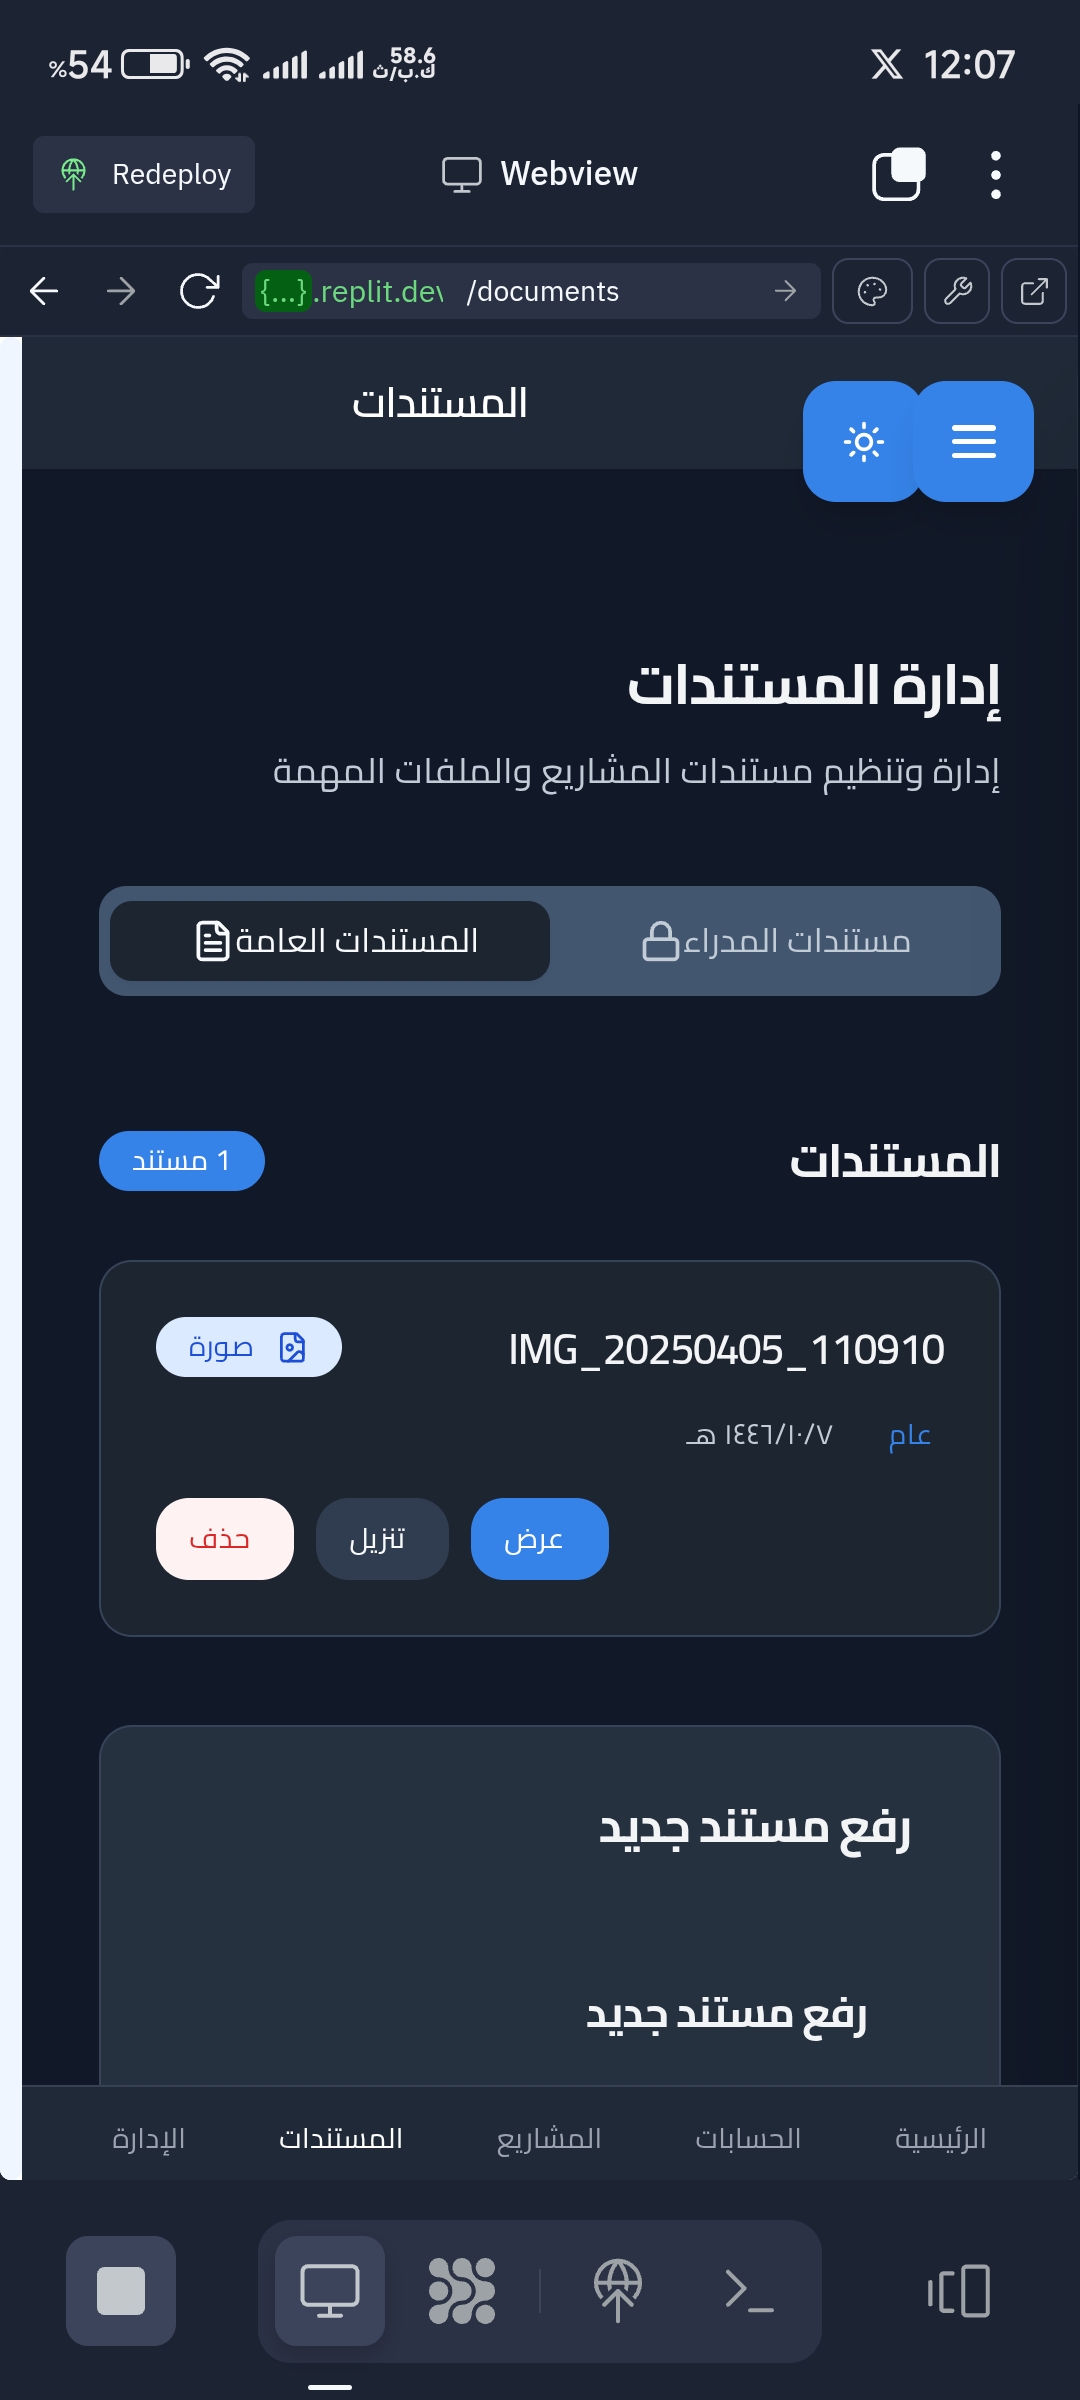 %54 58.6 ك.ب/ث 12:07
Redeploy Webview
{...}.replit.dev /documents
المستندات
إدارة المستندات
إدارة وتنظيم مستندات المشاريع والملفات المهمة
مستندات المدراء المستندات العامة
المستندات 1 مستند
IMG_20250405_110910 صورة
عام ١٤٤٦/١٠/٧ هـ
عرض تنزيل حذف
رفع مستند جديد
رفع مستند جديد
الرئيسية الحسابات المشاريع المستندات الإدارة